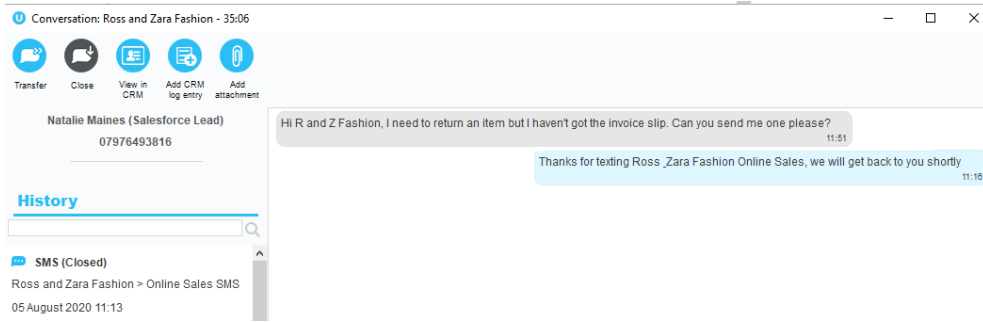 Conversation: Ross and Zara Fashion - 35:06
Transfer
Close
View in
CRM
Add CRM
log entry
Add
attachment
Natalie Maines (Salesforce Lead)
07976493816
History
SMS (Closed)
Ross and Zara Fashion > Online Sales SMS
05 August 2020 11:13
Hi R and Z Fashion, I need to return an item but I haven't got the invoice slip. Can you send me one please?
11:51
Thanks for texting Ross _Zara Fashion Online Sales, we will get back to you shortly
11:16